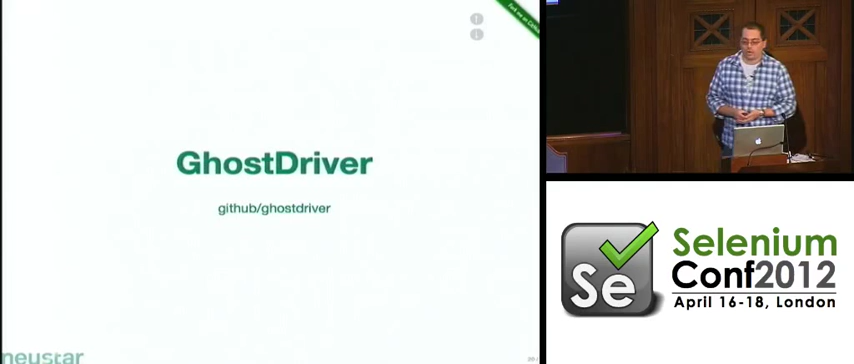 GhostDriver
github/ghostdriver
neustar
Se
Selenium
Conf2012
April 16-18, London